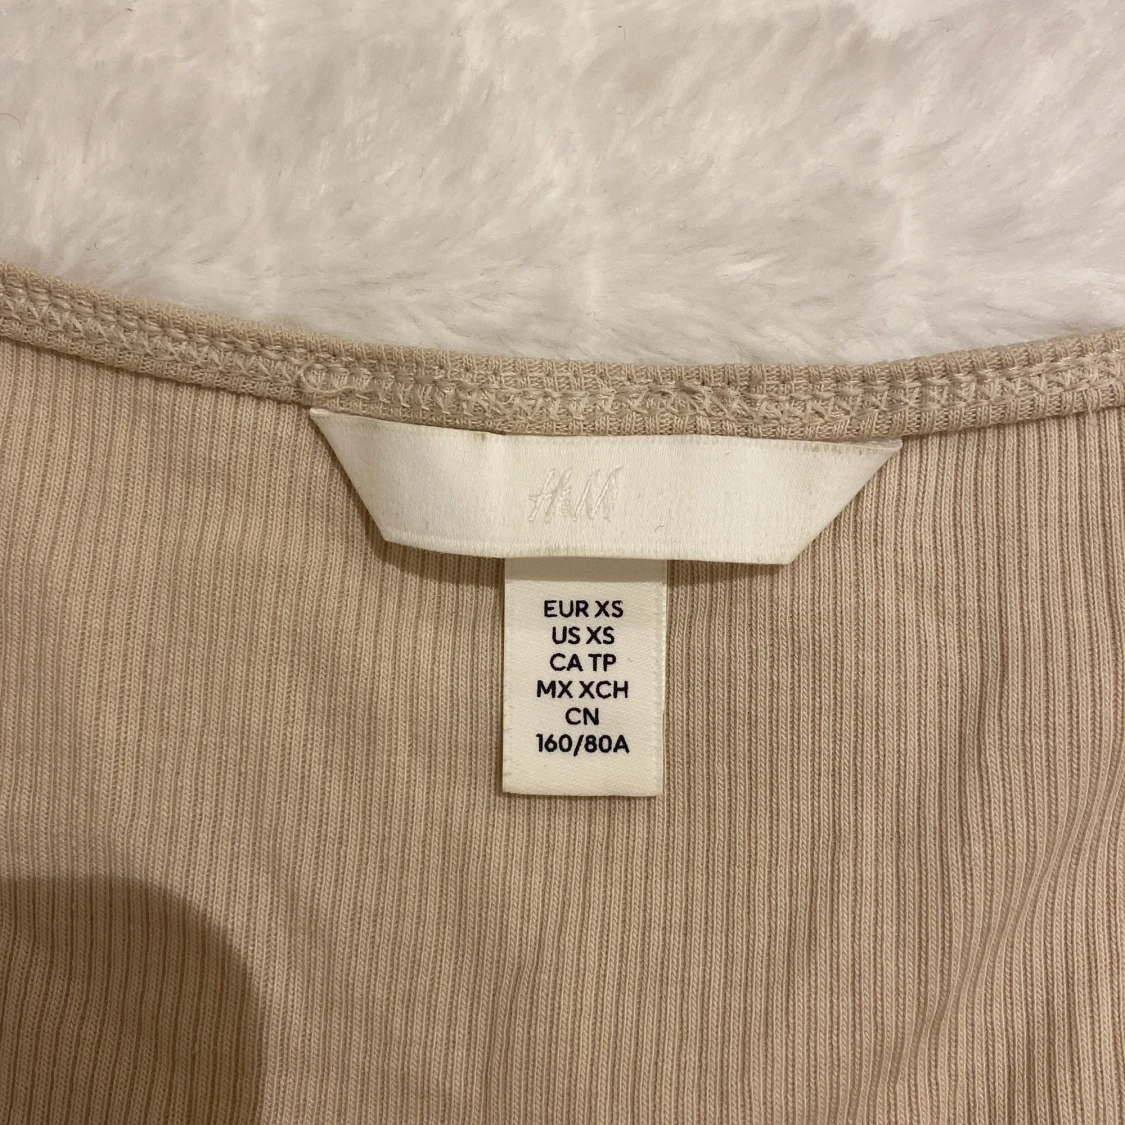 H&M
EUR XS
US XS
CA TP
MX XCH
CN
160/80A